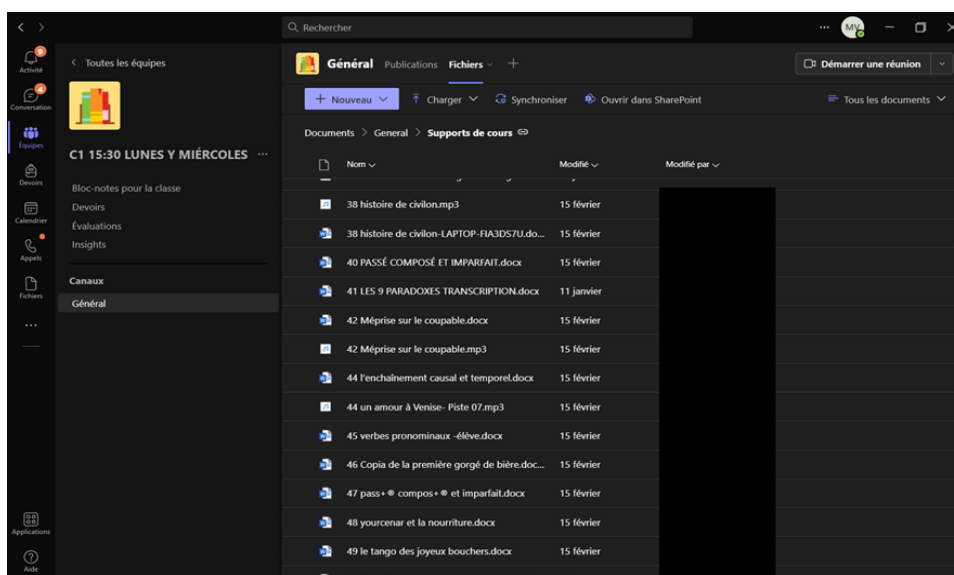 Rechercher
MV
9
Activité
4
Conversation
Équipes
Devoirs
Calendrier
Appels
Fichiers
Applications
Aide
Toutes les équipes
C1 15:30 LUNES Y MIÉRCOLES ...
Bloc-notes pour la classe
Devoirs
Évaluations
Insights
Canaux
Général
Général Publications Fichiers
Démarrer une réunion
+ Nouveau Charger Synchroniser Ouvrir dans SharePoint Tous les documents
Documents > General > Supports de cours
Nom Modifié Modifié par
38 histoire de civilon.mp3 15 février
38 histoire de civilon-LAPTOP-FIA3DS7U.do... 15 février
40 PASSÉ COMPOSÉ ET IMPARFAIT.docx 15 février
41 LES 9 PARADOXES TRANSCRIPTION.docx 11 janvier
42 Méprise sur le coupable.docx 15 février
42 Méprise sur le coupable.mp3 15 février
44 l'enchaînement causal et temporel.docx 15 février
44 un amour à Venise- Piste 07.mp3 15 février
45 verbes pronominaux -élève.docx 15 février
46 Copia de la première gorgé de bière.doc... 15 février
47 pass+® compos+® et imparfait.docx 15 février
48 yourcenar et la nourriture.docx 15 février
49 le tango des joyeux bouchers.docx 15 février